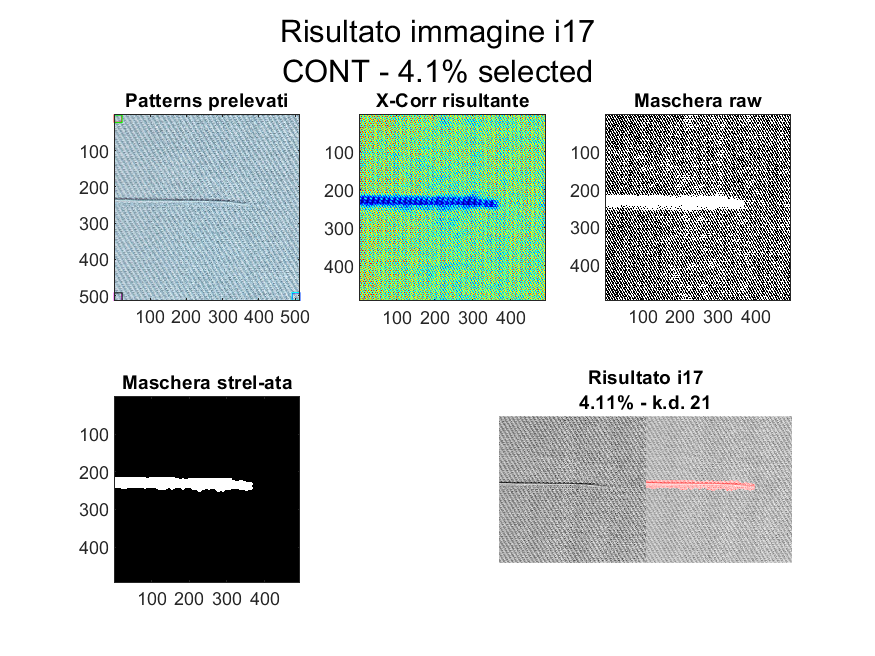 Risultato immagine i17
CONT - 4.1% selected
Patterns prelevati
100
200
300
400
500
100 200 300 400 500
X-Corr risultante
100
200
300
400
100 200 300 400
Maschera raw
100
200
300
400
100 200 300 400
Maschera strel-ata
100
200
300
400
100 200 300 400
Risultato i17
4.11% - k.d. 21